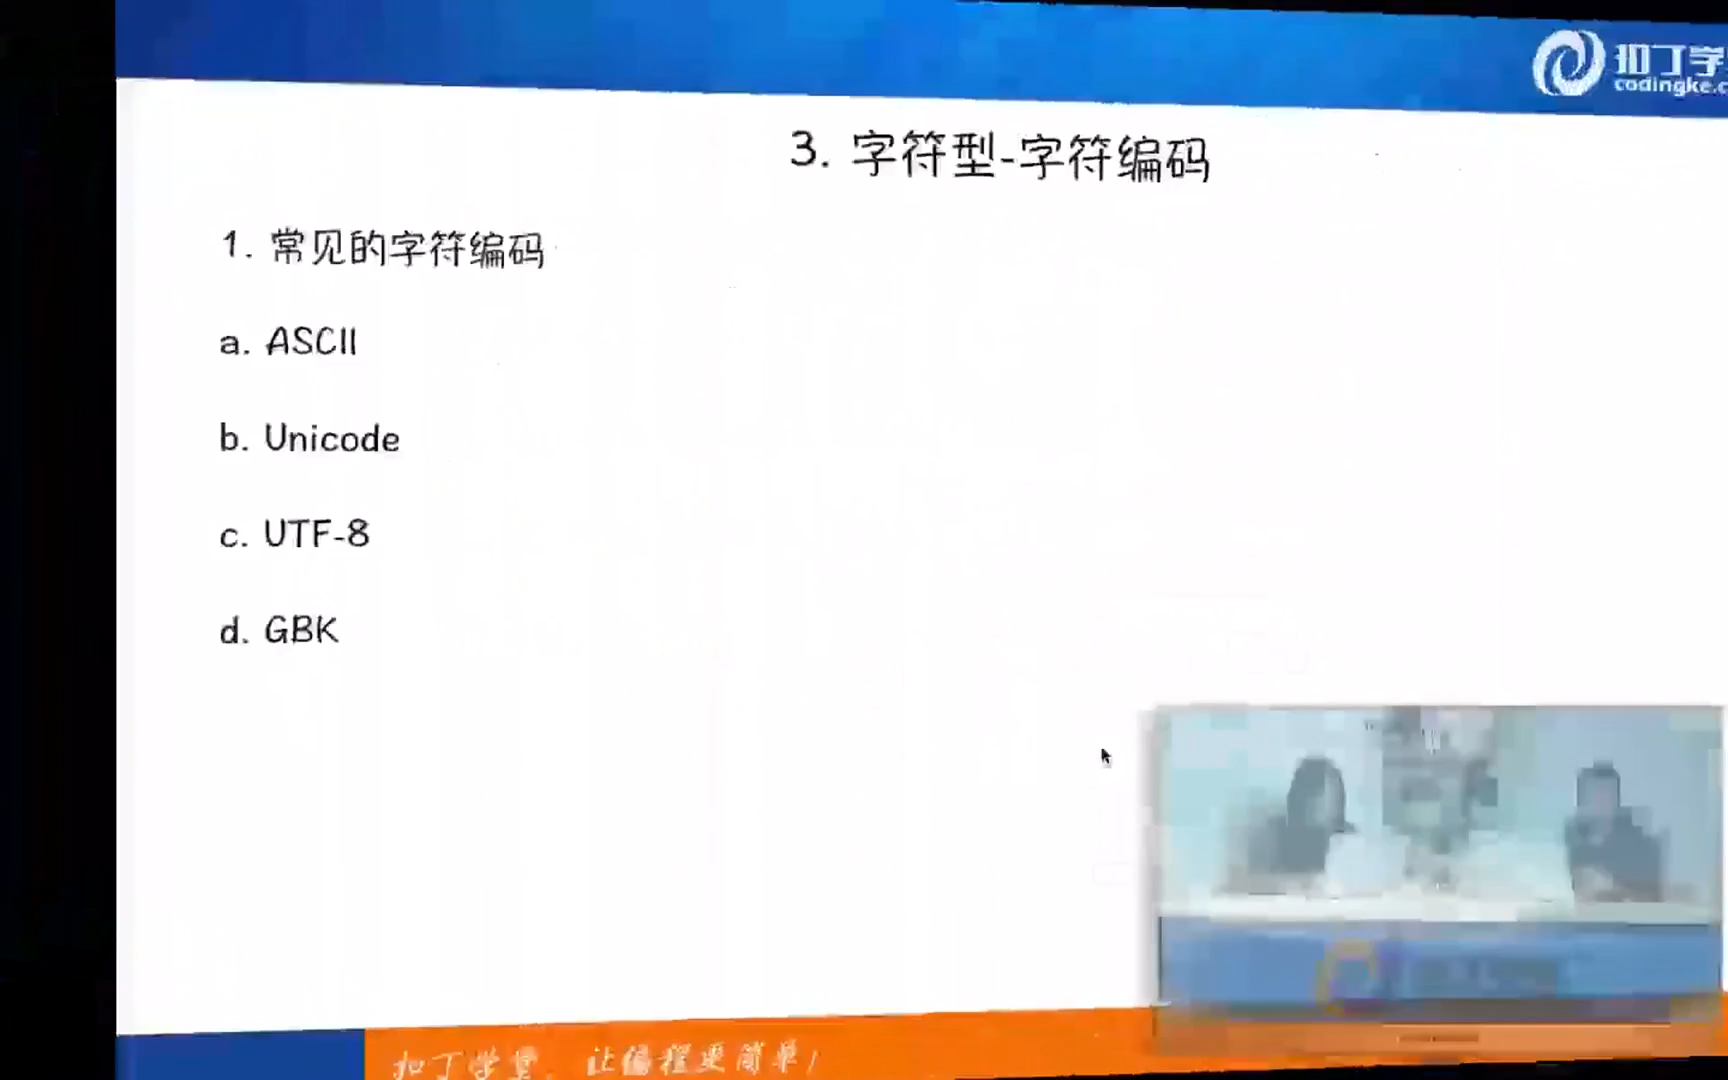 扣丁学
codingke.c
3. 字符型-字符编码
1. 常见的字符编码
a. ASCII
b. Unicode
c. UTF-8
d. GBK
扣丁学堂，让编程更简单！